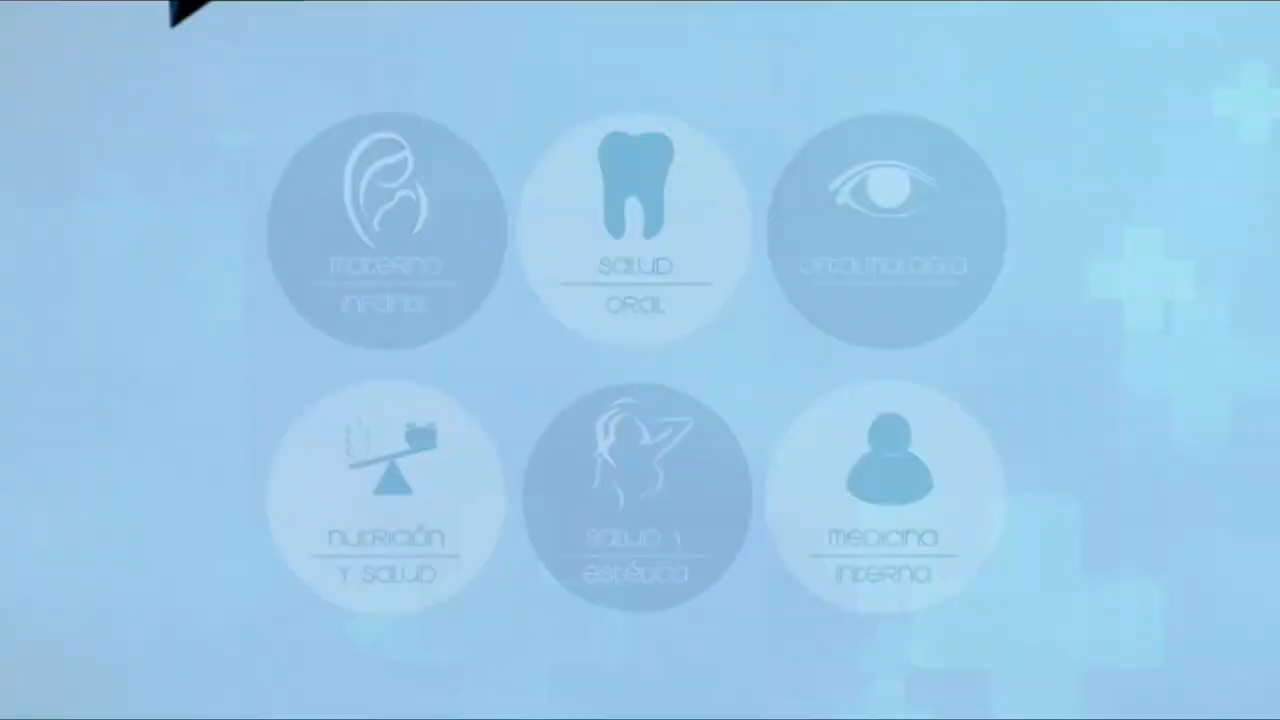 materno
infantil
salud
oral
oftalmología
nutrición
y salud
salud y
estética
medicina
interna